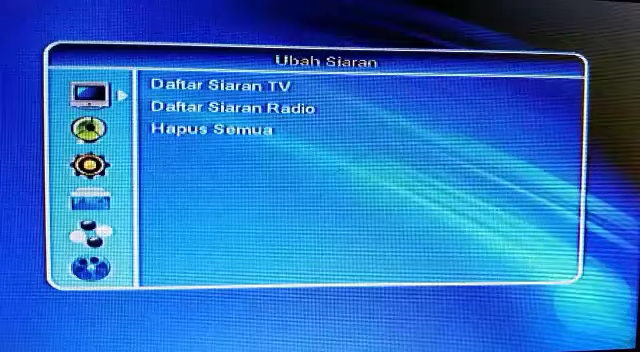 Ubah Siaran
Daftar Siaran TV
Daftar Siaran Radio
Hapus Semua